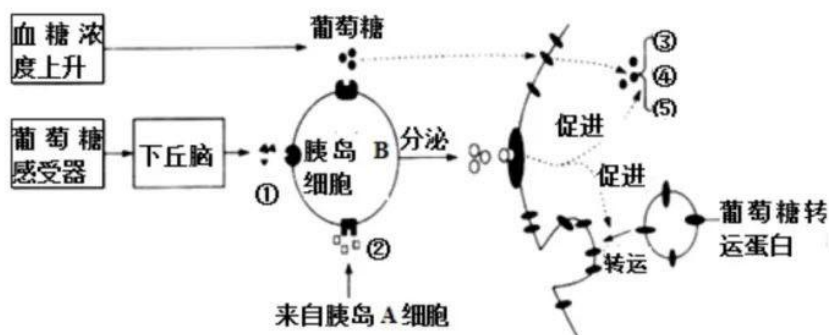 血糖浓
度上升
葡萄糖
③
④
⑤
葡萄糖
感受器
下丘脑
①
胰岛 B
细胞
分泌
促进
促进
葡萄糖转
运蛋白
②
转运
来自胰岛A细胞